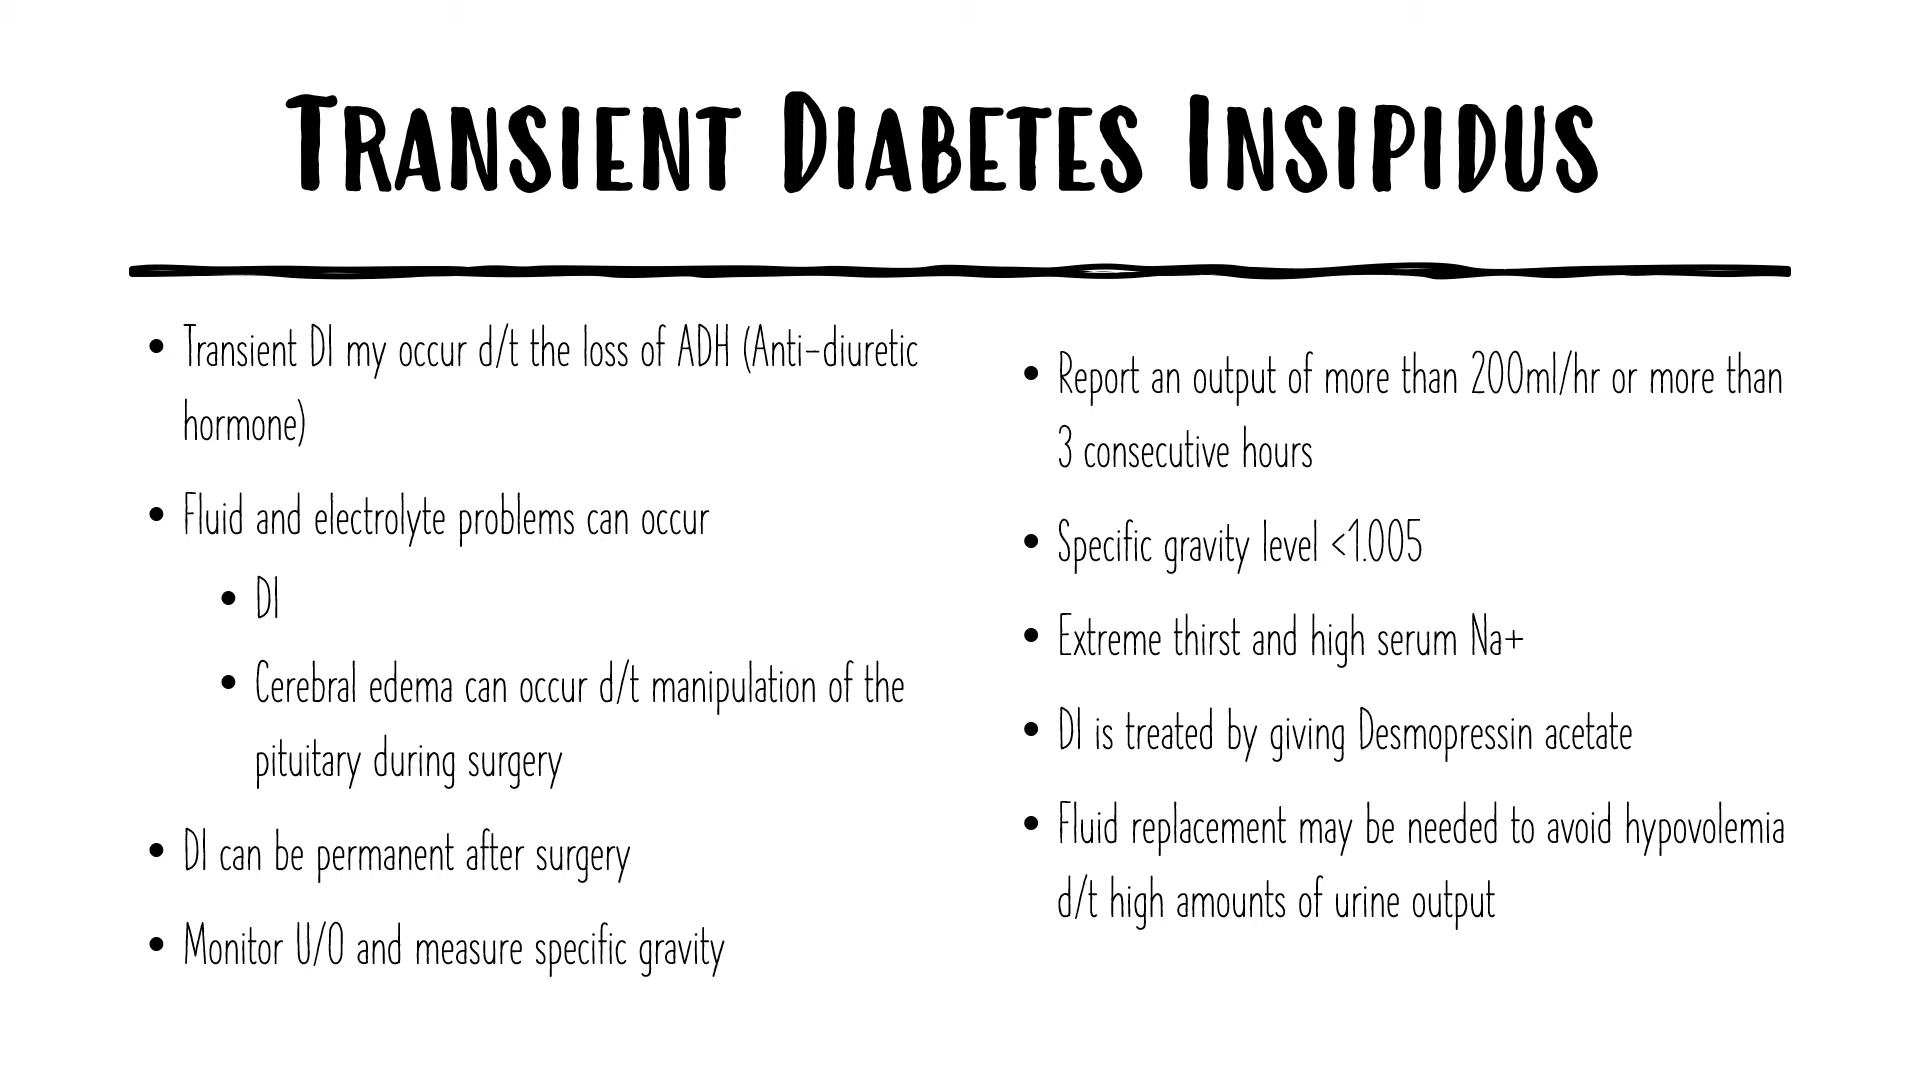 Transient Diabetes Insipidus
• Transient DI my occur d/t the loss of ADH (Anti-diuretic
hormone)
• Fluid and electrolyte problems can occur
• DI
• Cerebral edema can occur d/t manipulation of the
pituitary during surgery
• DI can be permanent after surgery
• Monitor U/O and measure specific gravity
• Report an output of more than 200ml/hr or more than
3 consecutive hours
• Specific gravity level <1.005
• Extreme thirst and high serum Na+
• DI is treated by giving Desmopressin acetate
• Fluid replacement may be needed to avoid hypovolemia
d/t high amounts of urine output